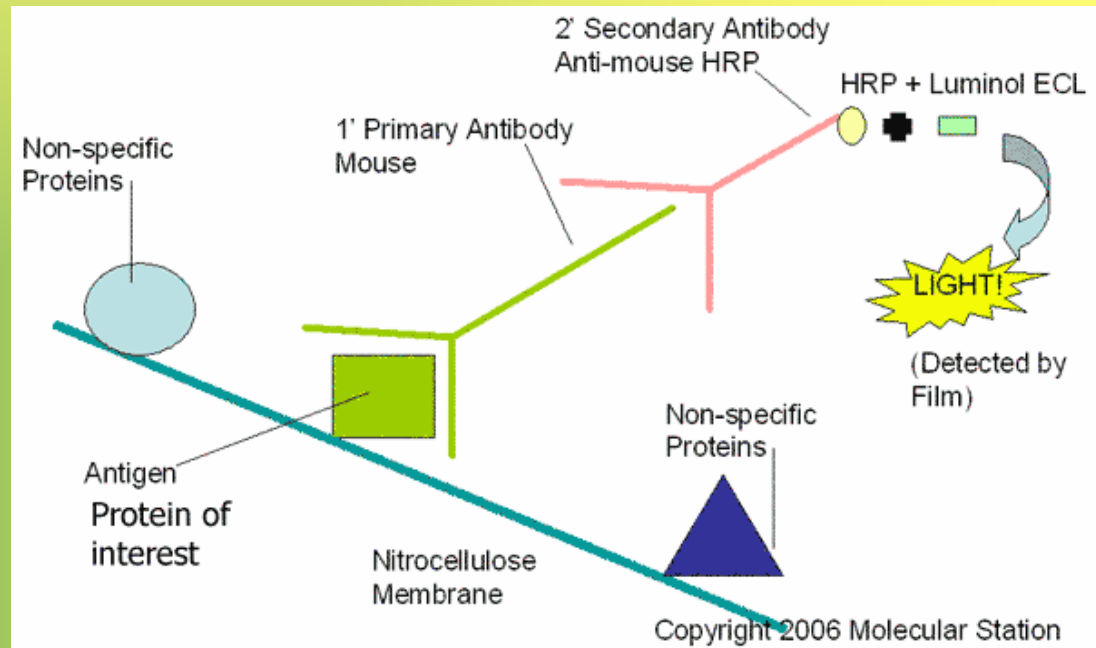 2' Secondary Antibody
Anti-mouse HRP
HRP + Luminol ECL
1' Primary Antibody
Mouse
Non-specific
Proteins
LIGHT!
(Detected by
Film)
Non-specific
Proteins
Antigen
Protein of
interest
Nitrocellulose
Membrane
Copyright 2006 Molecular Station